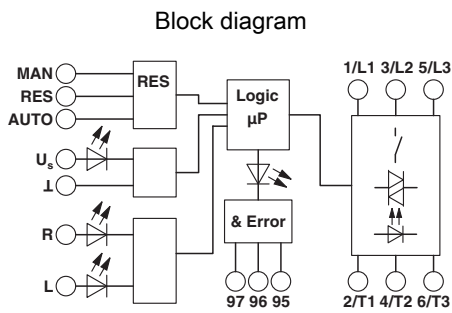 Block diagram
1/L1 3/L2 5/L3
MAN
RES
AUTO
RES
Logic
µP
Us
⊥
R
L
& Error
97 96 95
2/T1 4/T2 6/T3